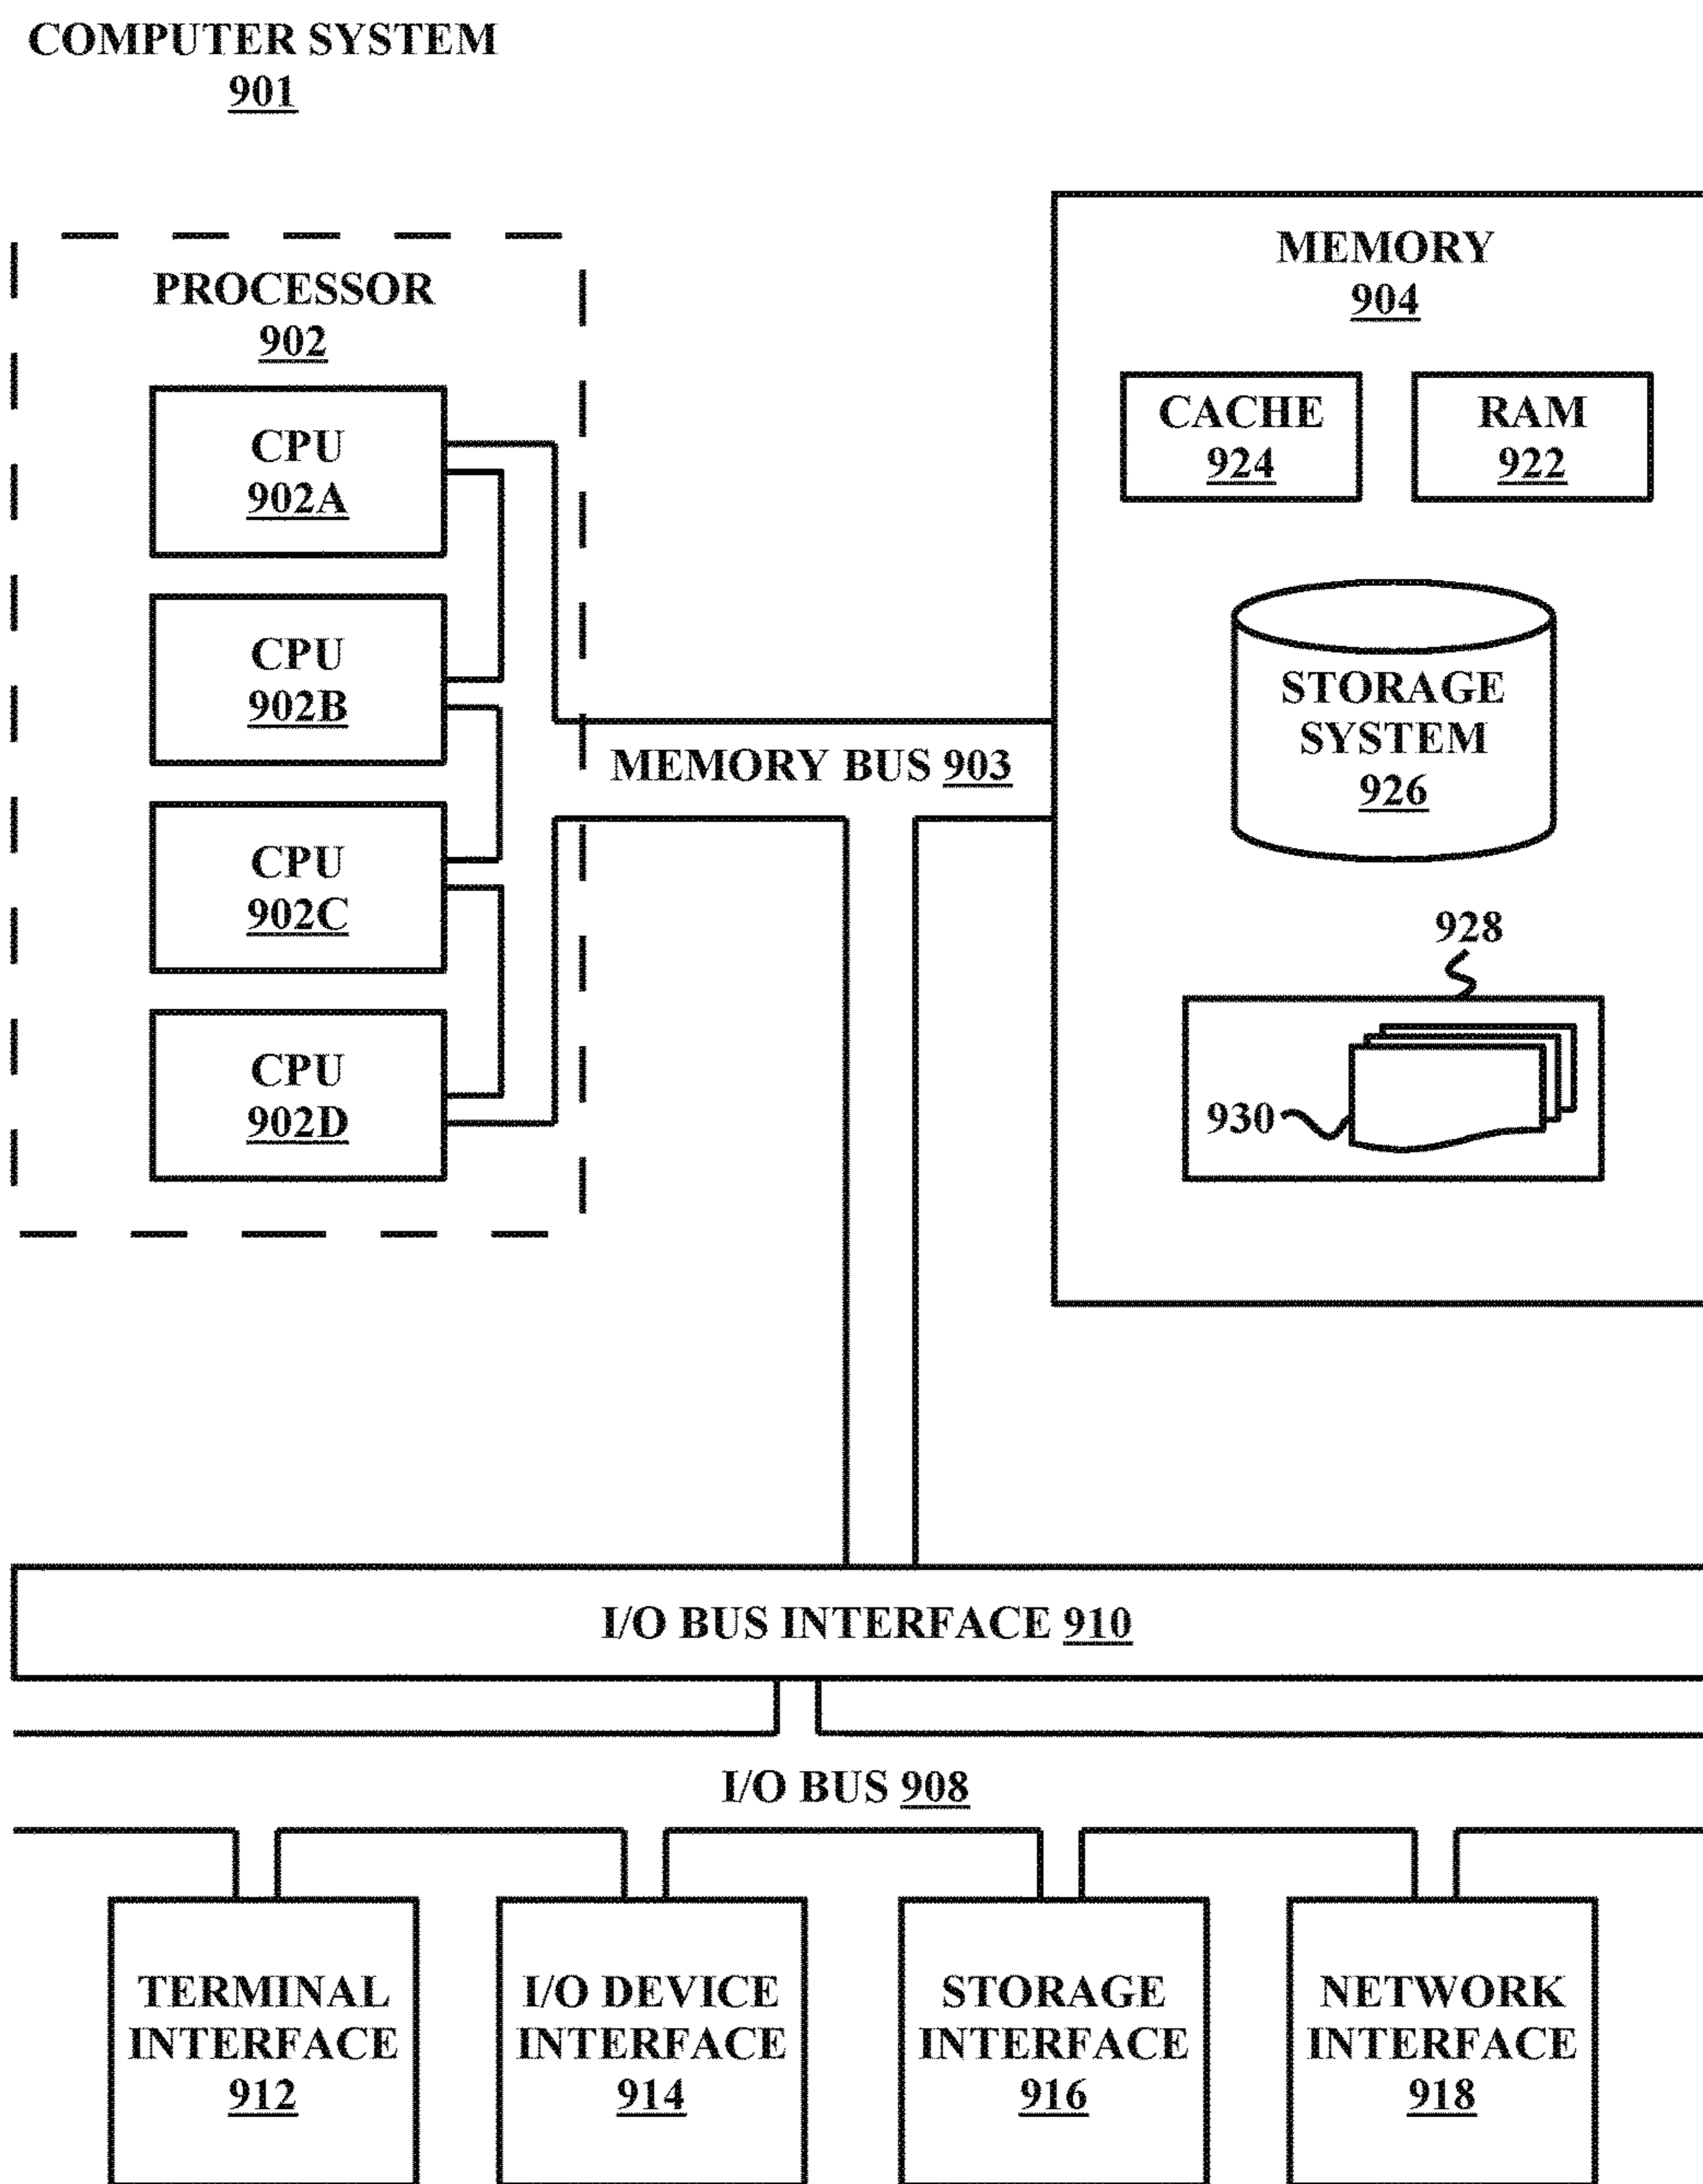 COMPUTER SYSTEM
901
PROCESSOR
902
CPU
902A
CPU
902B
CPU
902C
CPU
902D
MEMORY BUS 903
MEMORY
904
CACHE
924
RAM
922
STORAGE
SYSTEM
926
928
930
I/O BUS INTERFACE 910
I/O BUS 908
TERMINAL
INTERFACE
912
I/O DEVICE
INTERFACE
914
STORAGE
INTERFACE
916
NETWORK
INTERFACE
918